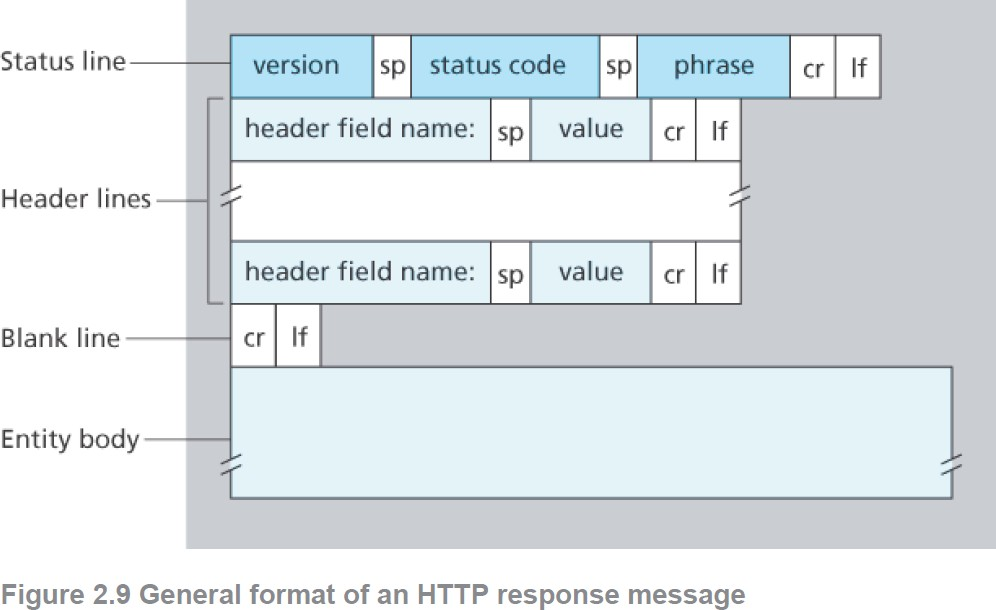 Status line version sp status code sp phrase cr lf
header field name: sp value cr lf
Header lines
header field name: sp value cr lf
Blank line cr lf
Entity body
Figure 2.9 General format of an HTTP response message